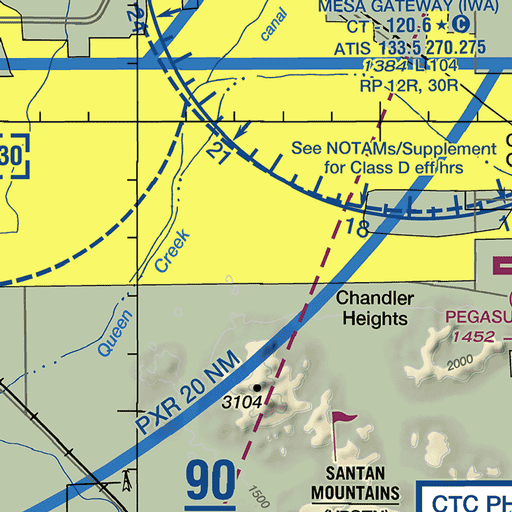 MESA GATEWAY (IWA)
CT - 120.6 ★ C
ATIS 133.5 270.275
1384 L 104
RP 12R, 30R
24
canal
See NOTAMs/Supplement
for Class D eff hrs
30
21
18
Creek
Queen
Chandler
Heights
PEGASU
1452 -
2000
PXR 20 NM
3104
90
1500
SANTAN
MOUNTAINS
CTC PH